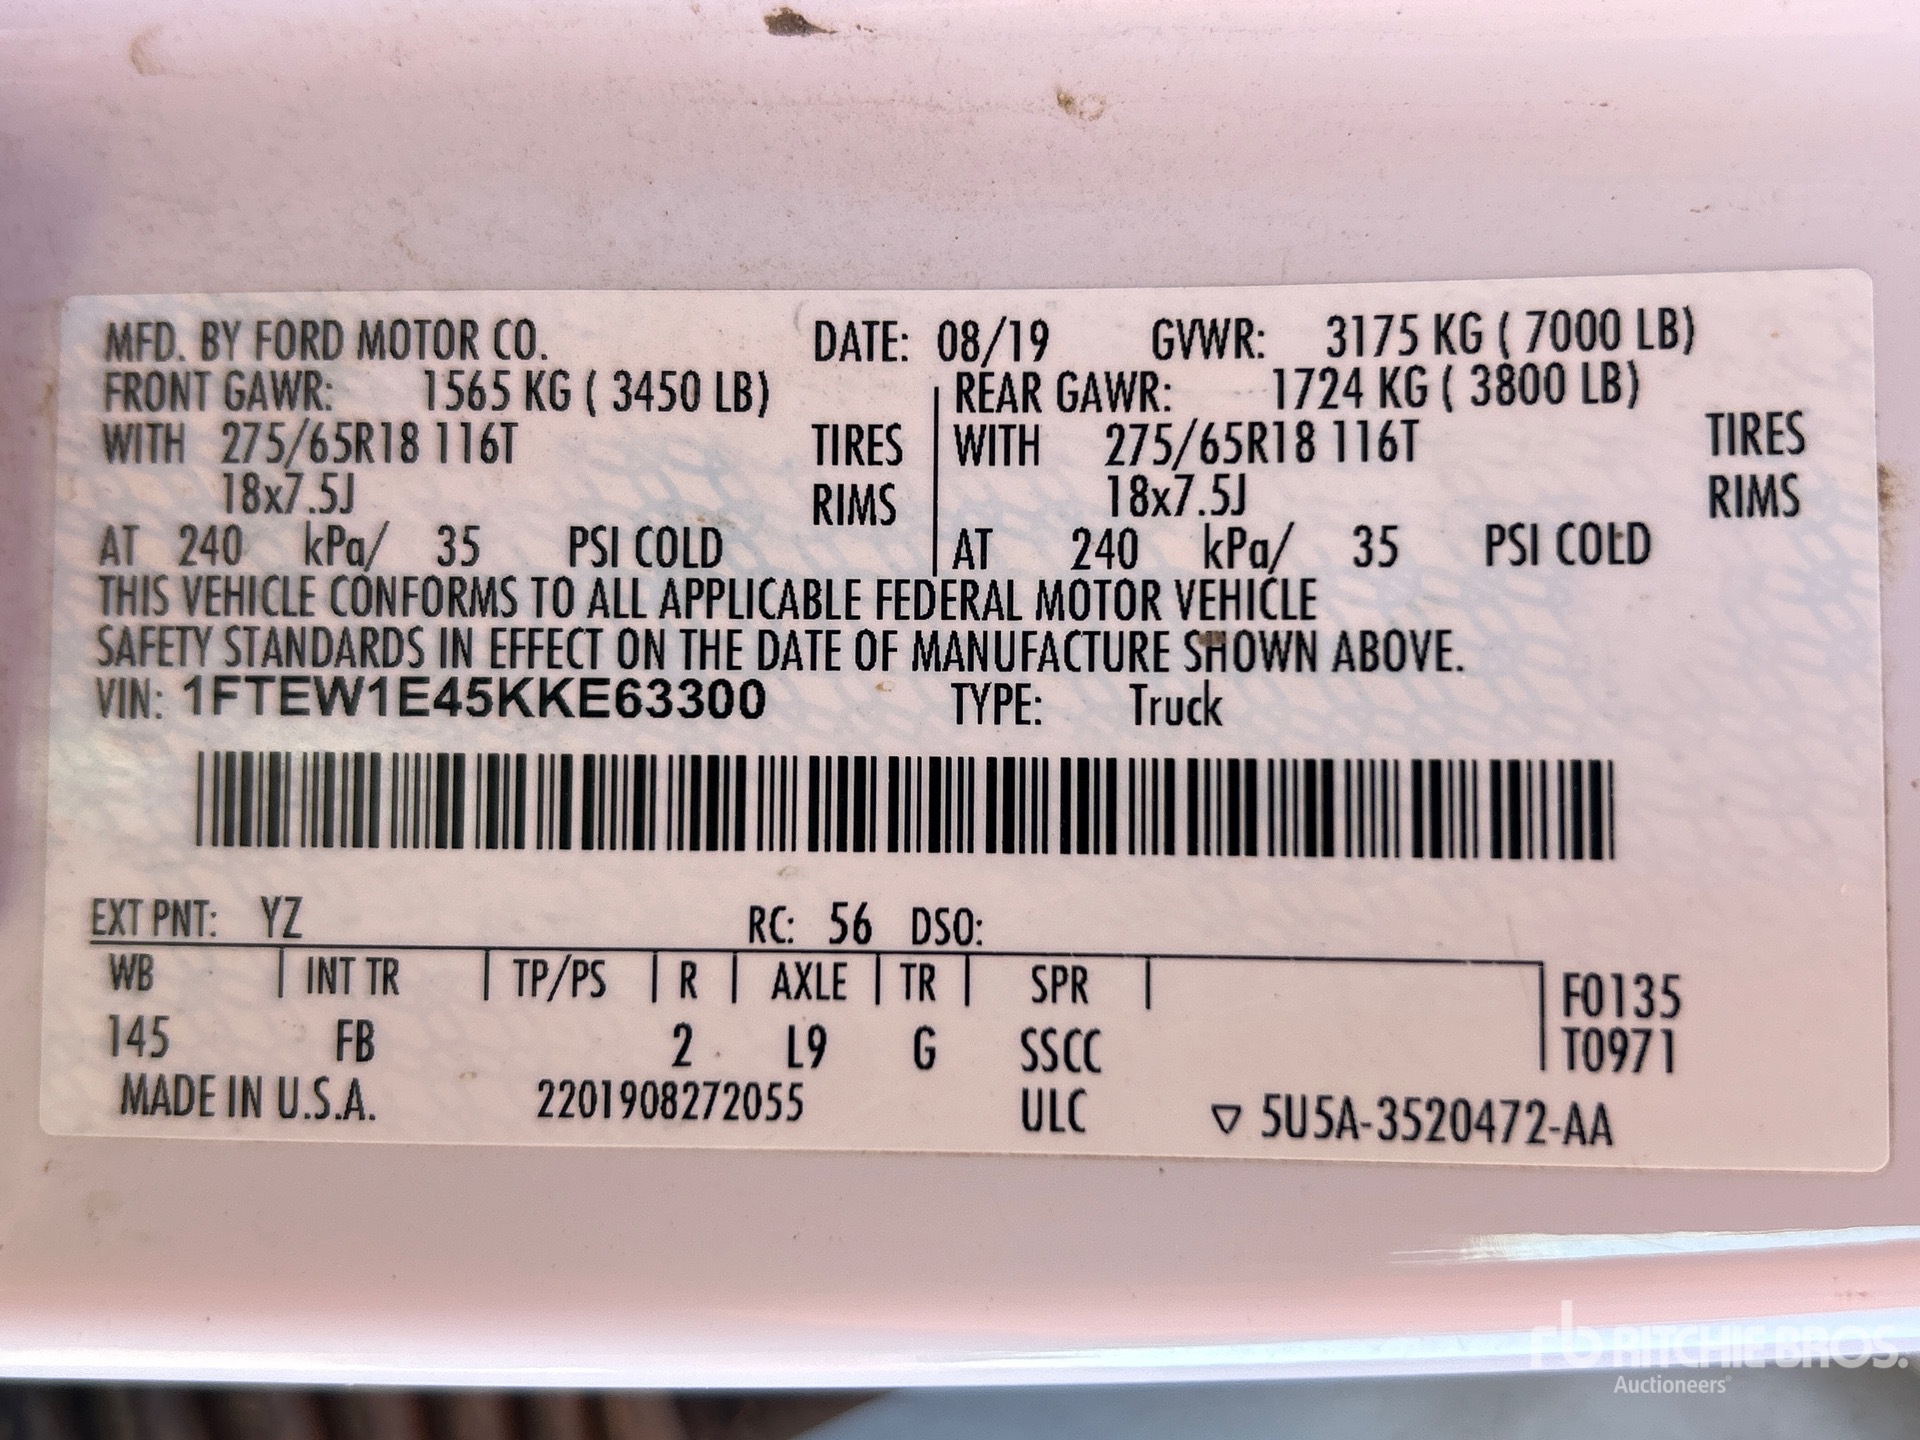 MFD. BY FORD MOTOR CO. DATE: 08/19 GVWR: 3175 KG ( 7000 LB)
FRONT GAWR: 1565 KG ( 3450 LB) REAR GAWR: 1724 KG ( 3800 LB)
WITH 275/65R18 116T TIRES WITH 275/65R18 116T TIRES
18x7.5J RIMS 18x7.5J RIMS
AT 240 kPa/ 35 PSI COLD AT 240 kPa/ 35 PSI COLD
THIS VEHICLE CONFORMS TO ALL APPLICABLE FEDERAL MOTOR VEHICLE
SAFETY STANDARDS IN EFFECT ON THE DATE OF MANUFACTURE SHOWN ABOVE.
VIN: 1FTEW1E45KKE63300 TYPE: Truck
EXT PNT: YZ RC: 56 DSO:
WB INT TR TP/PS R AXLE TR SPR F0135
145 FB 2 L9 G SSCC T0971
MADE IN U.S.A. 2201908272055 ULC ▽ 5U5A-3520472-AA
rb RITCHIE BROS.
Auctioneers